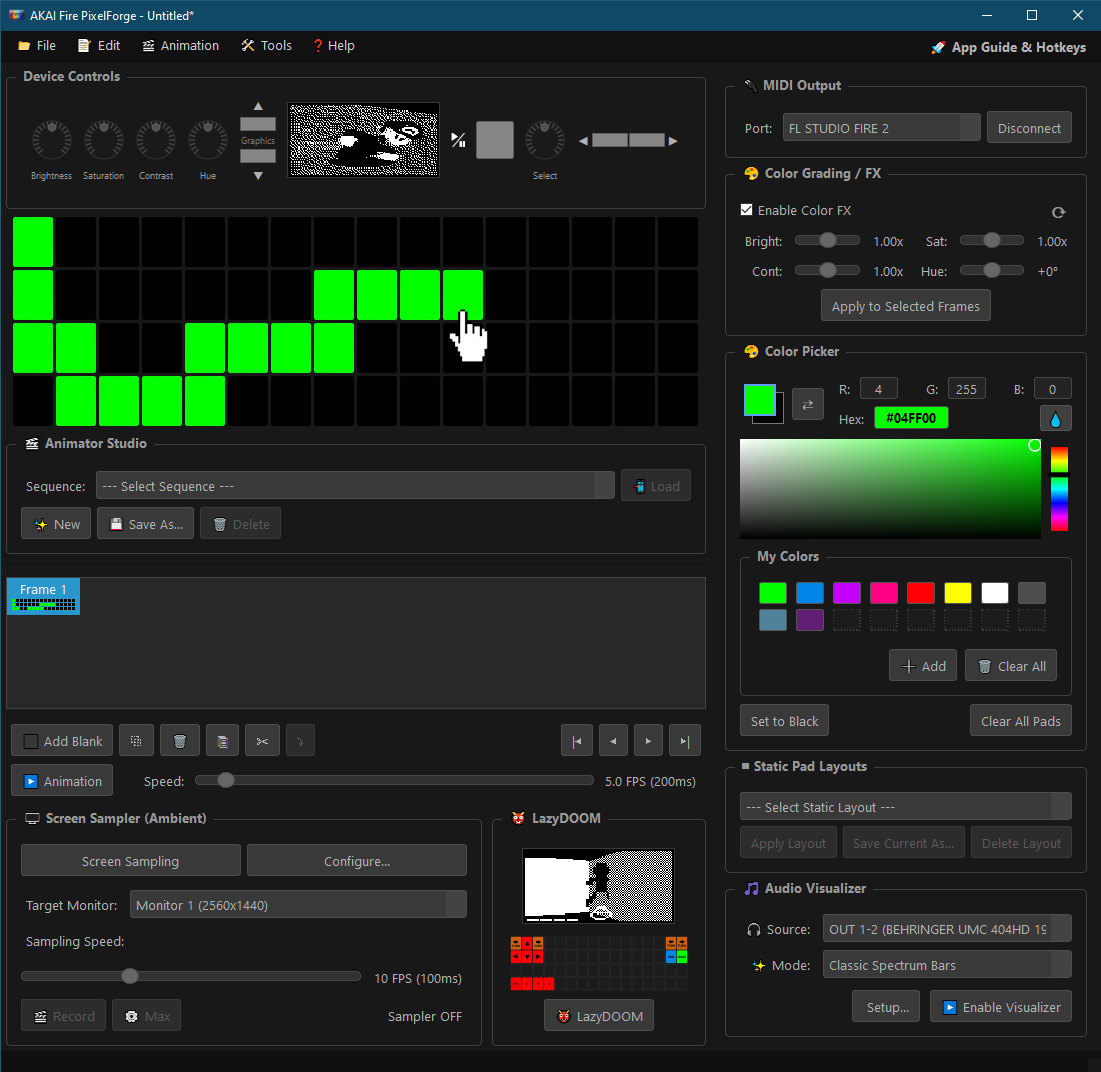 AKAI Fire PixelForge - Untitled*
File Edit Animation Tools Help
App Guide & Hotkeys
Device Controls
Graphics
Brightness Saturation Contrast Hue
Select
MIDI Output
Port: FL STUDIO FIRE 2 Disconnect
Color Grading / FX
Enable Color FX
Bright: 1.00x Sat: 1.00x
Cont: 1.00x Hue: +0°
Apply to Selected Frames
Color Picker
R: 4 G: 255 B: 0
Hex: #04FF00
My Colors
Add Clear All
Set to Black Clear All Pads
Animator Studio
Sequence: --- Select Sequence --- Load
New Save As... Delete
Frame 1
Add Blank
Animation Speed: 5.0 FPS (200ms)
Screen Sampler (Ambient)
Screen Sampling Configure...
Target Monitor: Monitor 1 (2560x1440)
Sampling Speed:
10 FPS (100ms)
Record Max Sampler OFF
LazyDOOM
LazyDOOM
Static Pad Layouts
--- Select Static Layout ---
Apply Layout Save Current As... Delete Layout
Audio Visualizer
Source: OUT 1-2 (BEHRINGER UMC 404HD 19
Mode: Classic Spectrum Bars
Setup... Enable Visualizer